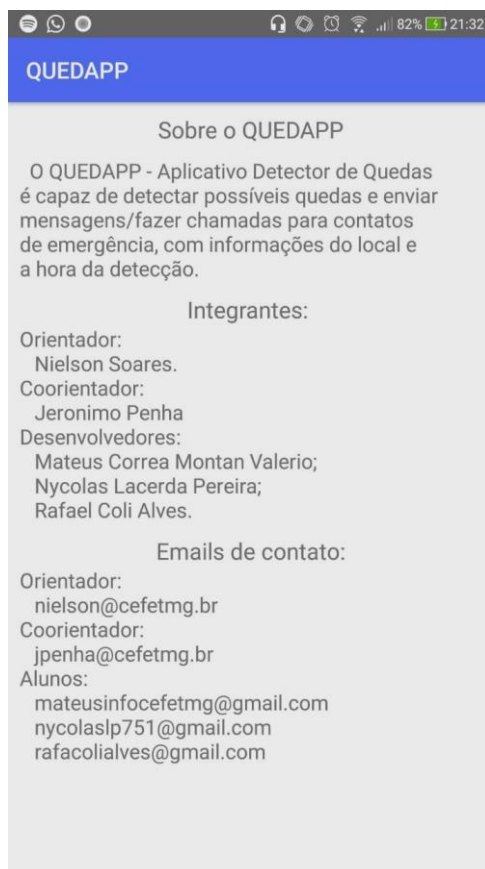 82% 21:32
QUEDAPP
Sobre o QUEDAPP
O QUEDAPP - Aplicativo Detector de Quedas
é capaz de detectar possíveis quedas e enviar
mensagens/fazer chamadas para contatos
de emergência, com informações do local e
a hora da detecção.
Integrantes:
Orientador:
Nielson Soares.
Coorientador:
Jeronimo Penha
Desenvolvedores:
Mateus Correa Montan Valerio;
Nycolas Lacerda Pereira;
Rafael Coli Alves.
Emails de contato:
Orientador:
nielson@cefetmg.br
Coorientador:
jpenha@cefetmg.br
Alunos:
mateusinfocefetmg@gmail.com
nycolaslp751@gmail.com
rafacolialves@gmail.com